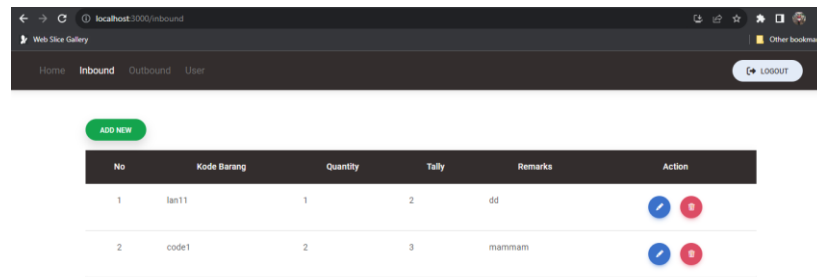 localhost:3000/inbound
Web Slice Gallery
Other bookma
Home Inbound Outbound User LOGOUT
ADD NEW
No Kode Barang Quantity Tally Remarks Action
1 lan11 1 2 dd
2 code1 2 3 mammam